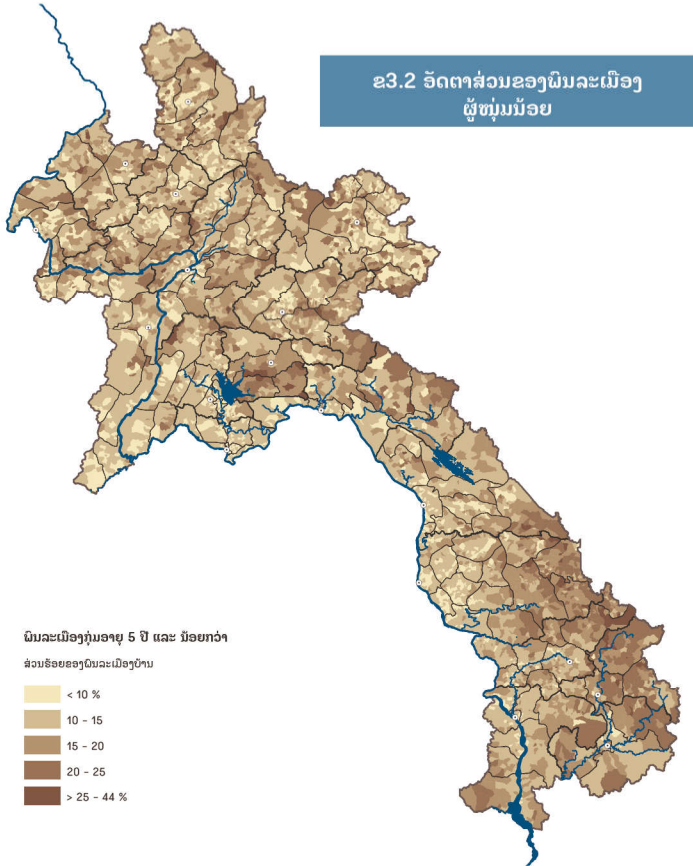 ຂ3.2 ອັດຕາສ່ວນຂອງພົນລະເມືອງ
ຜູ້ໜຸ່ມນ້ອຍ
ພົນລະເມືອງກຸ່ມອາຍຸ 5 ປີ ແລະ ນ້ອຍກວ່າ
ສ່ວນຮ້ອຍຂອງພົນລະເມືອງບ້ານ
< 10 %
10 - 15
15 - 20
20 - 25
> 25 - 44 %